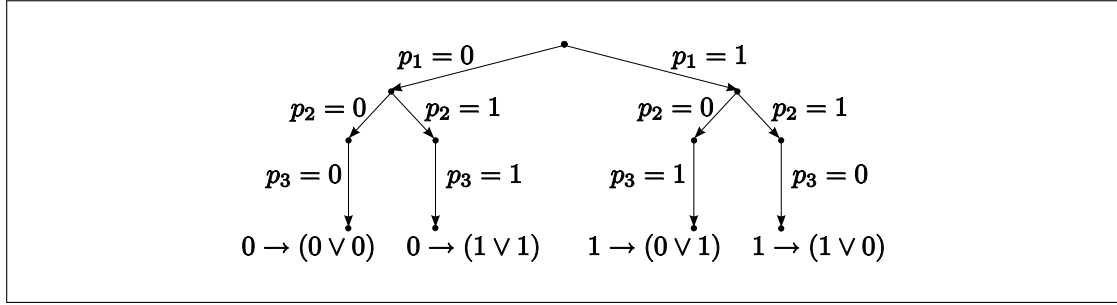 p₁ = 0 p₁ = 1
p₂ = 0 p₂ = 1 p₂ = 0 p₂ = 1
p₃ = 0 p₃ = 1 p₃ = 1 p₃ = 0
0 → (0 ∨ 0) 0 → (1 ∨ 1) 1 → (0 ∨ 1) 1 → (1 ∨ 0)